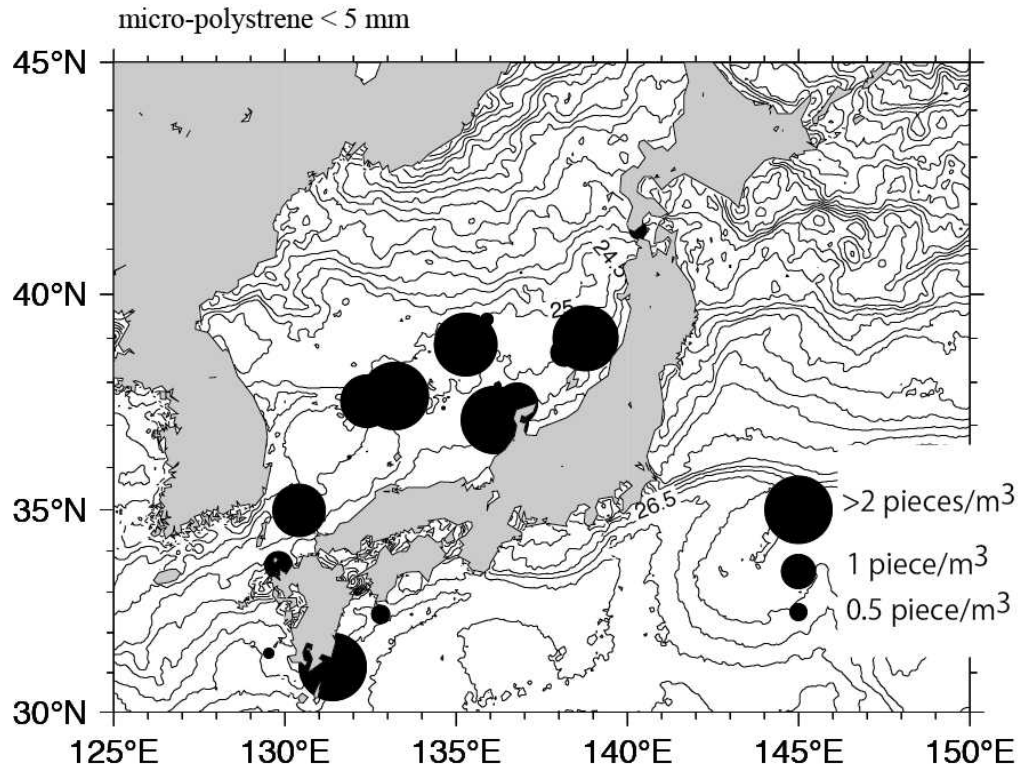 micro-polystrene < 5 mm
45°N
40°N
35°N
30°N
24.5
25
26.5
>2 pieces/m³
1 piece/m³
0.5 piece/m³
125°E 130°E 135°E 140°E 145°E 150°E